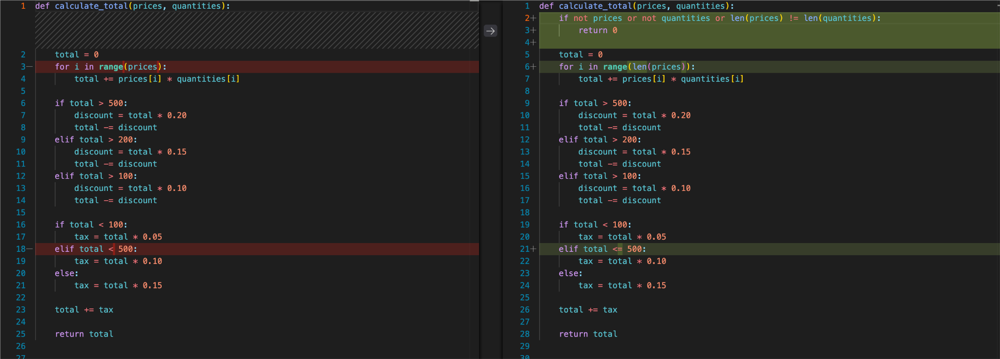 1 def calculate_total(prices, quantities):
2     total = 0
3—    for i in range(prices):
4         total += prices[i] * quantities[i]
5
6     if total > 500:
7         discount = total * 0.20
8         total -= discount
9     elif total > 200:
10         discount = total * 0.15
11         total -= discount
12     elif total > 100:
13         discount = total * 0.10
14         total -= discount
15
16     if total < 100:
17         tax = total * 0.05
18—    elif total < 500:
19         tax = total * 0.10
20     else:
21         tax = total * 0.15
22
23     total += tax
24
25     return total
26
27
→
1 def calculate_total(prices, quantities):
2+    if not prices or not quantities or len(prices) != len(quantities):
3+        return 0
4+
5     total = 0
6+    for i in range(len(prices)):
7         total += prices[i] * quantities[i]
8
9     if total > 500:
10         discount = total * 0.20
11         total -= discount
12     elif total > 200:
13         discount = total * 0.15
14         total -= discount
15     elif total > 100:
16         discount = total * 0.10
17         total -= discount
18
19     if total < 100:
20         tax = total * 0.05
21+    elif total <= 500:
22         tax = total * 0.10
23     else:
24         tax = total * 0.15
25
26     total += tax
27
28     return total
29
30